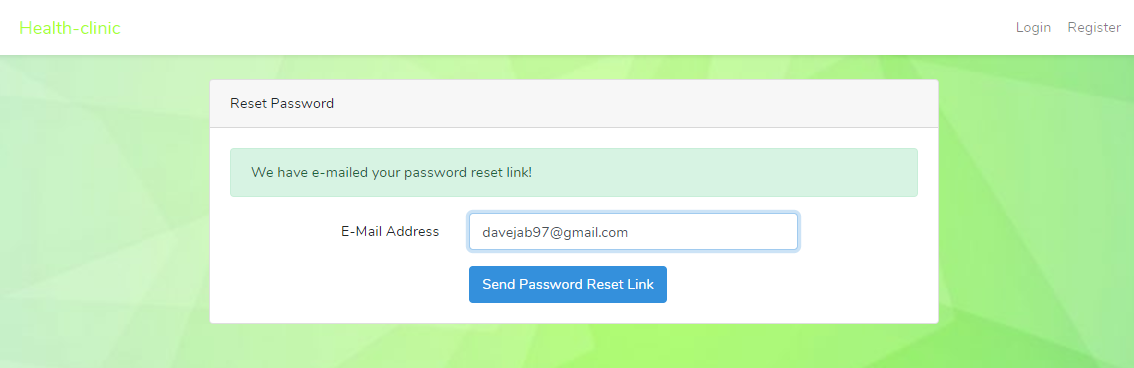 Health-clinic
Login Register
Reset Password
We have e-mailed your password reset link!
E-Mail Address davejab97@gmail.com
Send Password Reset Link